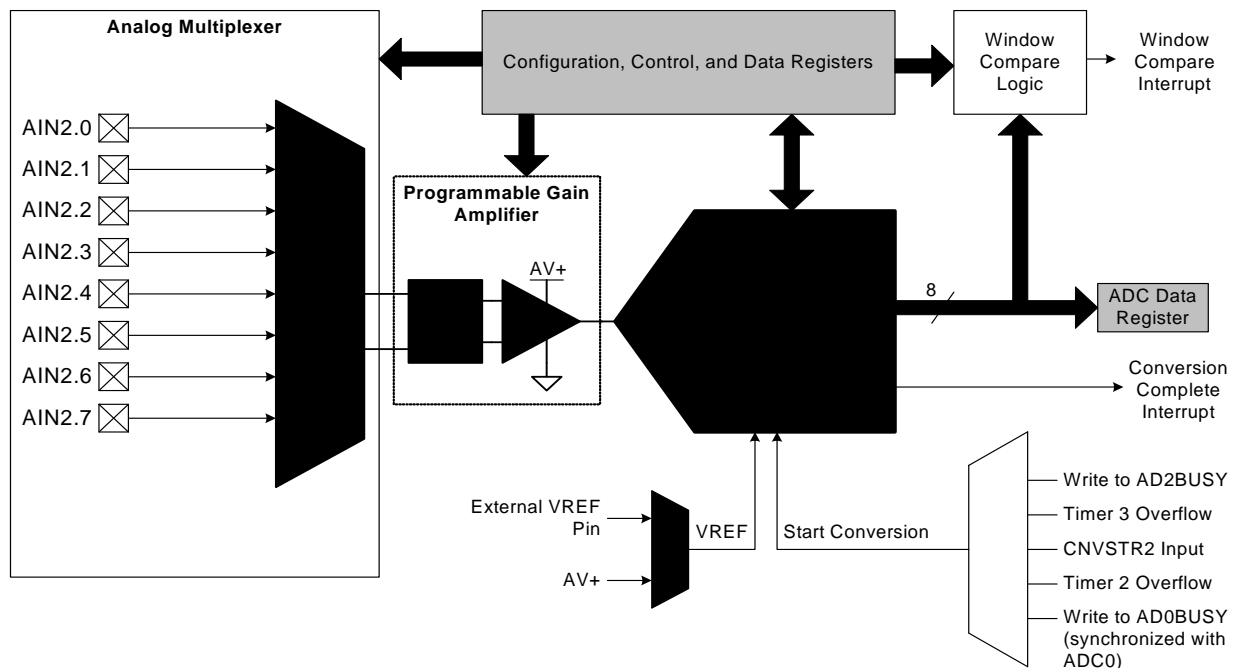 Analog Multiplexer
AIN2.0
AIN2.1
AIN2.2
AIN2.3
AIN2.4
AIN2.5
AIN2.6
AIN2.7
Configuration, Control, and Data Registers
Window
Compare
Logic
Window
Compare
Interrupt
Programmable Gain
Amplifier
AV+
8
ADC Data
Register
Conversion
Complete
Interrupt
External VREF
Pin
AV+
VREF
Start Conversion
Write to AD2BUSY
Timer 3 Overflow
CNVSTR2 Input
Timer 2 Overflow
Write to AD0BUSY
(synchronized with
ADC0)